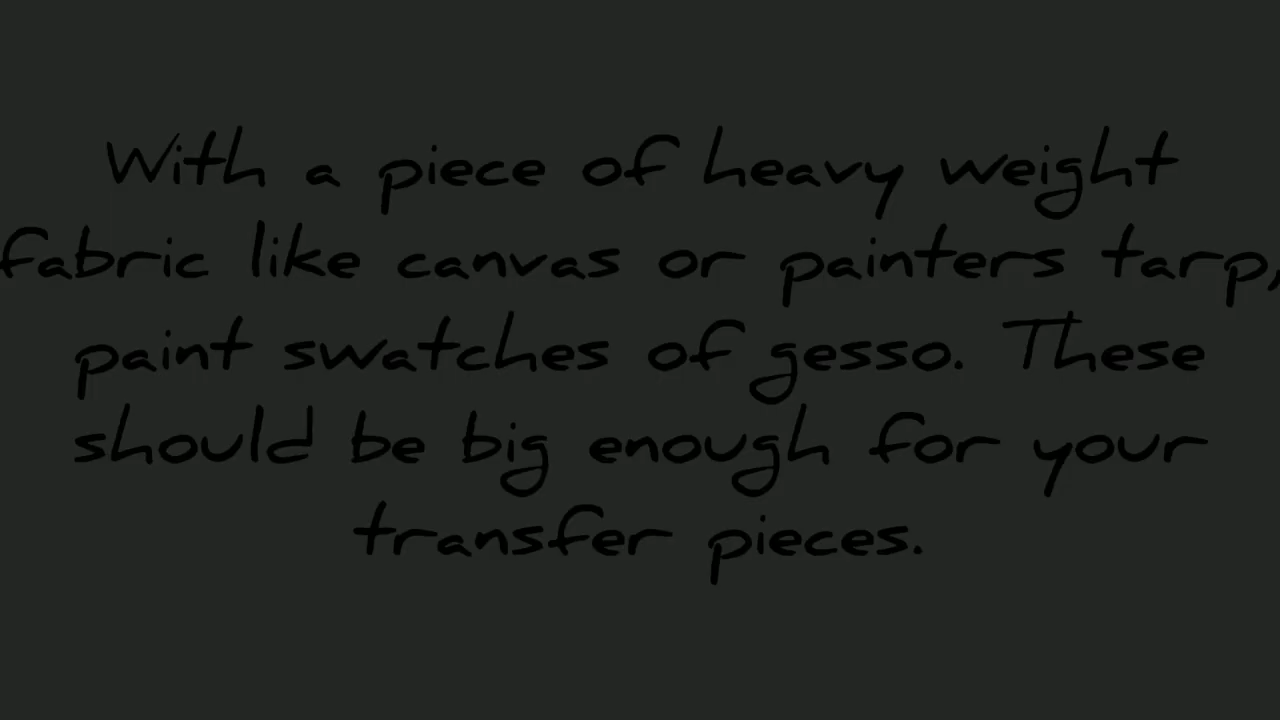 With a piece of heavy weight
fabric like canvas or painters tarp,
paint swatches of gesso. These
should be big enough for your
transfer pieces.